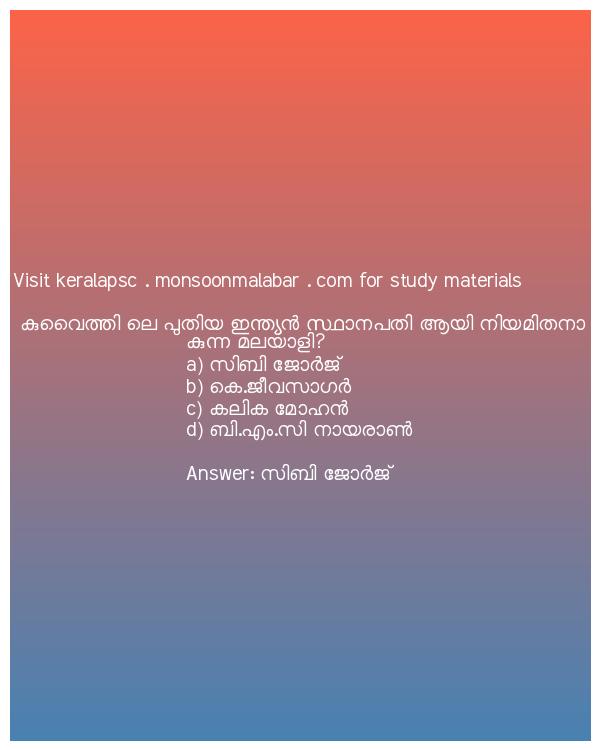 Visit keralapsc . monsoonmalabar . com for study materials
കുവൈത്തി ലെ പുതിയ ഇന്ത്യൻ സ്ഥാനപതി ആയി നിയമിതനാ
കുന്ന മലയാളി?
a) സിബി ജോർജ്
b) കെ.ജീവസാഗർ
c) കലിക മോഹൻ
d) ബി.എം.സി നായരാൺ
Answer: സിബി ജോർജ്